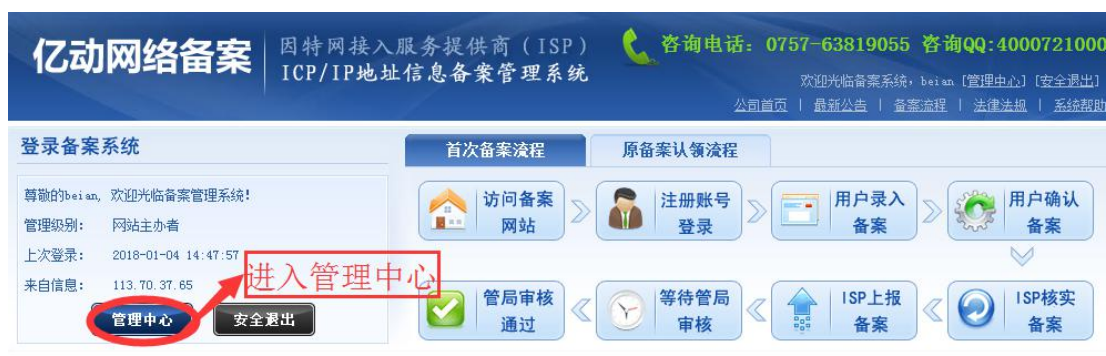 亿动网络备案
因特网接入服务提供商（ISP）
ICP/IP地址信息备案管理系统
咨询电话：0757-63819055 咨询QQ:4000721000
欢迎光临备案系统，beian [管理中心] [安全退出]
公司首页 | 最新公告 | 备案流程 | 法律法规 | 系统帮助
登录备案系统
首次备案流程
原备案认领流程
尊敬的beian, 欢迎光临备案管理系统!
管理级别： 网站主办者
上次登录： 2018-01-04 14:47:57
来自信息： 113.70.37.65
进入管理中心
管理中心
安全退出
访问备案
网站
注册账号
登录
用户录入
备案
用户确认
备案
ISP核实
备案
ISP上报
备案
等待管局
审核
管局审核
通过